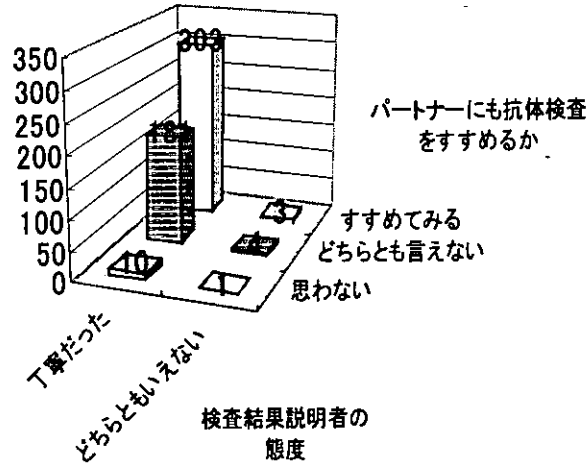 350
300
250
200
150
100
50
0
303
10
3
1
パートナーにも抗体検査
をすすめるか
すすめてみる
どちらとも言えない
思わない
丁寧だった
どちらともいえない
検査結果説明者の
態度